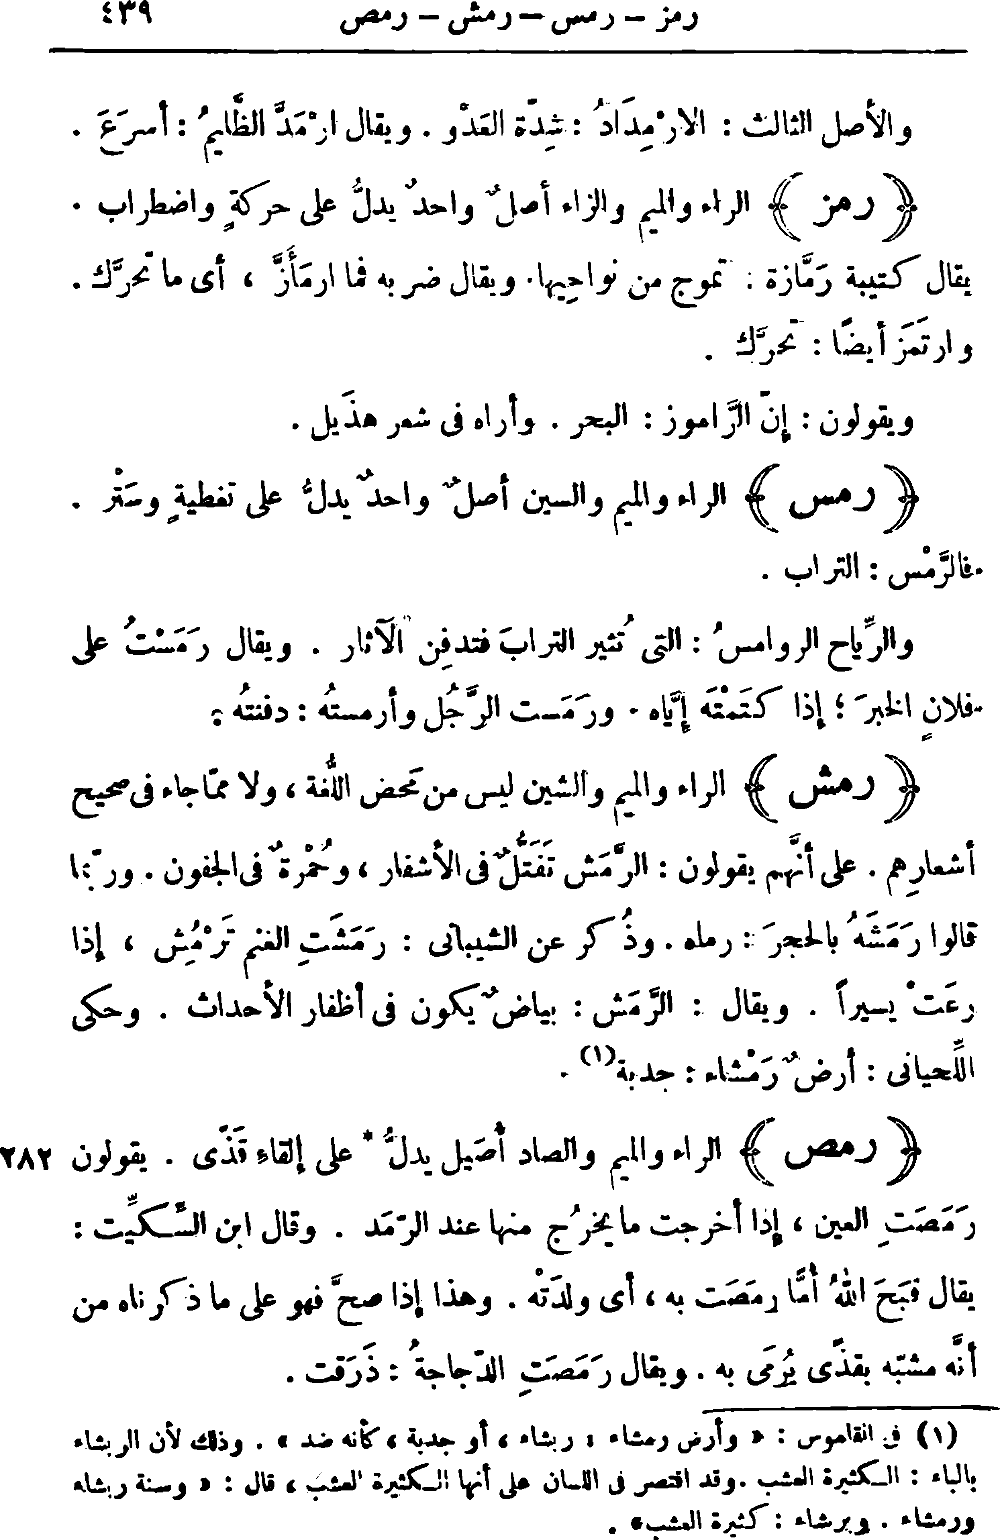 رمز – رمس – رمش – رمص ٤٣٩
والأصل الثالث : الارْمِدَادُ : شِدّة العَدْو . ويقال ارْمَدَّ الظَّليمُ : أسرَعَ .
﴿ رمز ﴾ الراء والميم والزاء أصلٌ واحدٌ يدلُّ على حركةٍ واضطراب .
يقال كتيبة رَمَّازة : تموج من نواحِيها . ويقال ضربه فما ارمَأَزَّ ، أى ما تحرَّك .
وارتَمَزَ أيضًا : تحرَّك .
ويقولون : إنّ الرَّاموز : البحر . وأراه فى شعر هذَيل .
﴿ رمس ﴾ الراء والميم والسين أصلٌ واحدٌ يدلُّ على تغطيةٍ وسَتْر .
فالرَّمْس : التراب .
والرِّياح الروامسُ : التى تُثير الترابَ فتدفِن الآثار . ويقال رَمَسْتُ على
فلانٍ الخبرَ ؛ إذا كتَمْتَه إيَّاه . ورَمَست الرَّجُل وأرمستُه : دفنتُه .
﴿ رمش ﴾ الراء والميم والشين ليس من مَحض اللُّغة ، ولا ممّا جاء فى صحيح
أشعارِهم . على أنَّهم يقولون : الرَّمَش تَفَتُّلٌ فى الأشفار ، وحُمْرةٌ فى الجفون . وربّما
قالوا رَمَشَهُ بالحجرَ : رماه . وذُكر عن الشيبانى : رَمَشَتِ الغنم تَرْمُِش ، إذا
رعَتْ يسيراً . ويقال : الرَّمَش : بياضٌ يكون فى أظفار الأحداث . وحكى
اللِّحيانى : أرضٌ رَمْشاء : جدبة(١) .
﴿ رمص ﴾ الراء والميم والصاد أُصَيل يدلُّ * على إلقاءِ قَذًى . يقولون ٢٨٢
رَمَصَتِ العين ، إذا أخرجت ما يخرُج منها عند الرّمَد . وقال ابن السِّكِّيت :
يقال قبَحَ اللهُ أُمًّا رمَصَت به ، أى ولدَتْه . وهذا إذا صحَّ فهو على ما ذكرناه من
أنَّه مشبّه بقذًى يُرمَى به . ويقال رَمَصَتِ الدّجاجةُ : ذَرَقت .
(١) فى القاموس : « وأرض رمشاء : ربشاء ، أو جدبة ، كأنه ضد » . وذلك لأن الربشاء
بالباء : الكثيرة العشب . وقد اقتصر فى اللسان على أنها الكثيرة العشب ، قال : « وسنة ربشاء
ورمشاء . وبرشاء : كثيرة العشب» .